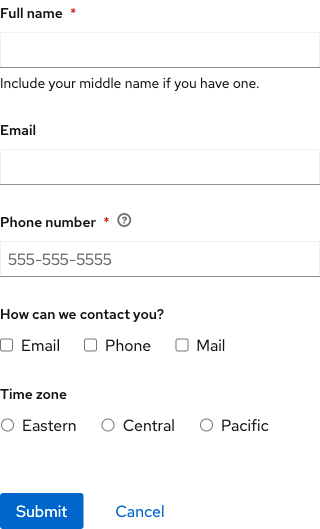 Full name *
Include your middle name if you have one.
Email
Phone number * ?
555-555-5555
How can we contact you?
Email Phone Mail
Time zone
Eastern Central Pacific
Submit Cancel